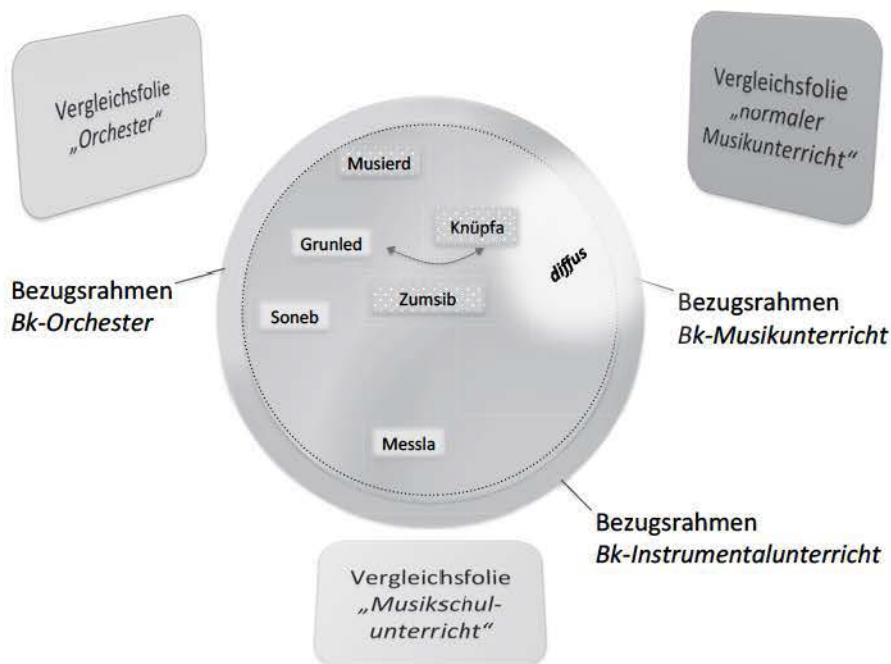 Vergleichsfolie
„Orchester“
Vergleichsfolie
„normaler
Musikunterricht“
Musierd
Knüpfa
Grunled
diffus
Zumsib
Soneb
Bezugsrahmen
Bk-Orchester
Bezugsrahmen
Bk-Musikunterricht
Messla
Bezugsrahmen
Bk-Instrumentalunterricht
Vergleichsfolie
„Musikschul-
unterricht“